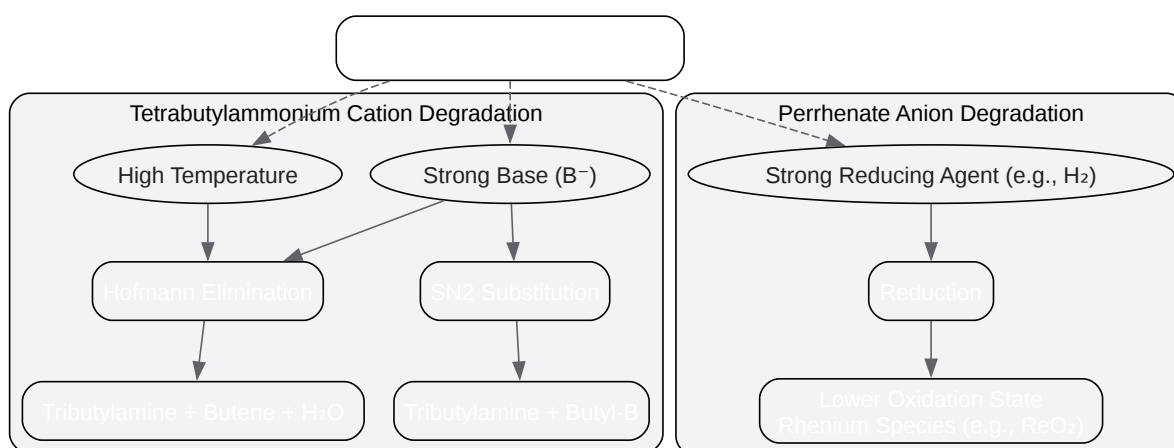 Tetrabutylammonium Cation Degradation
Perrhenate Anion Degradation
High Temperature
Strong Base (B⁻)
Strong Reducing Agent (e.g., H₂)
Hofmann Elimination
SN2 Substitution
Reduction
Tributylamine + Butene + H₂O
Tributylamine + Butyl-B
Lower Oxidation State
Rhenium Species (e.g., ReO₂)